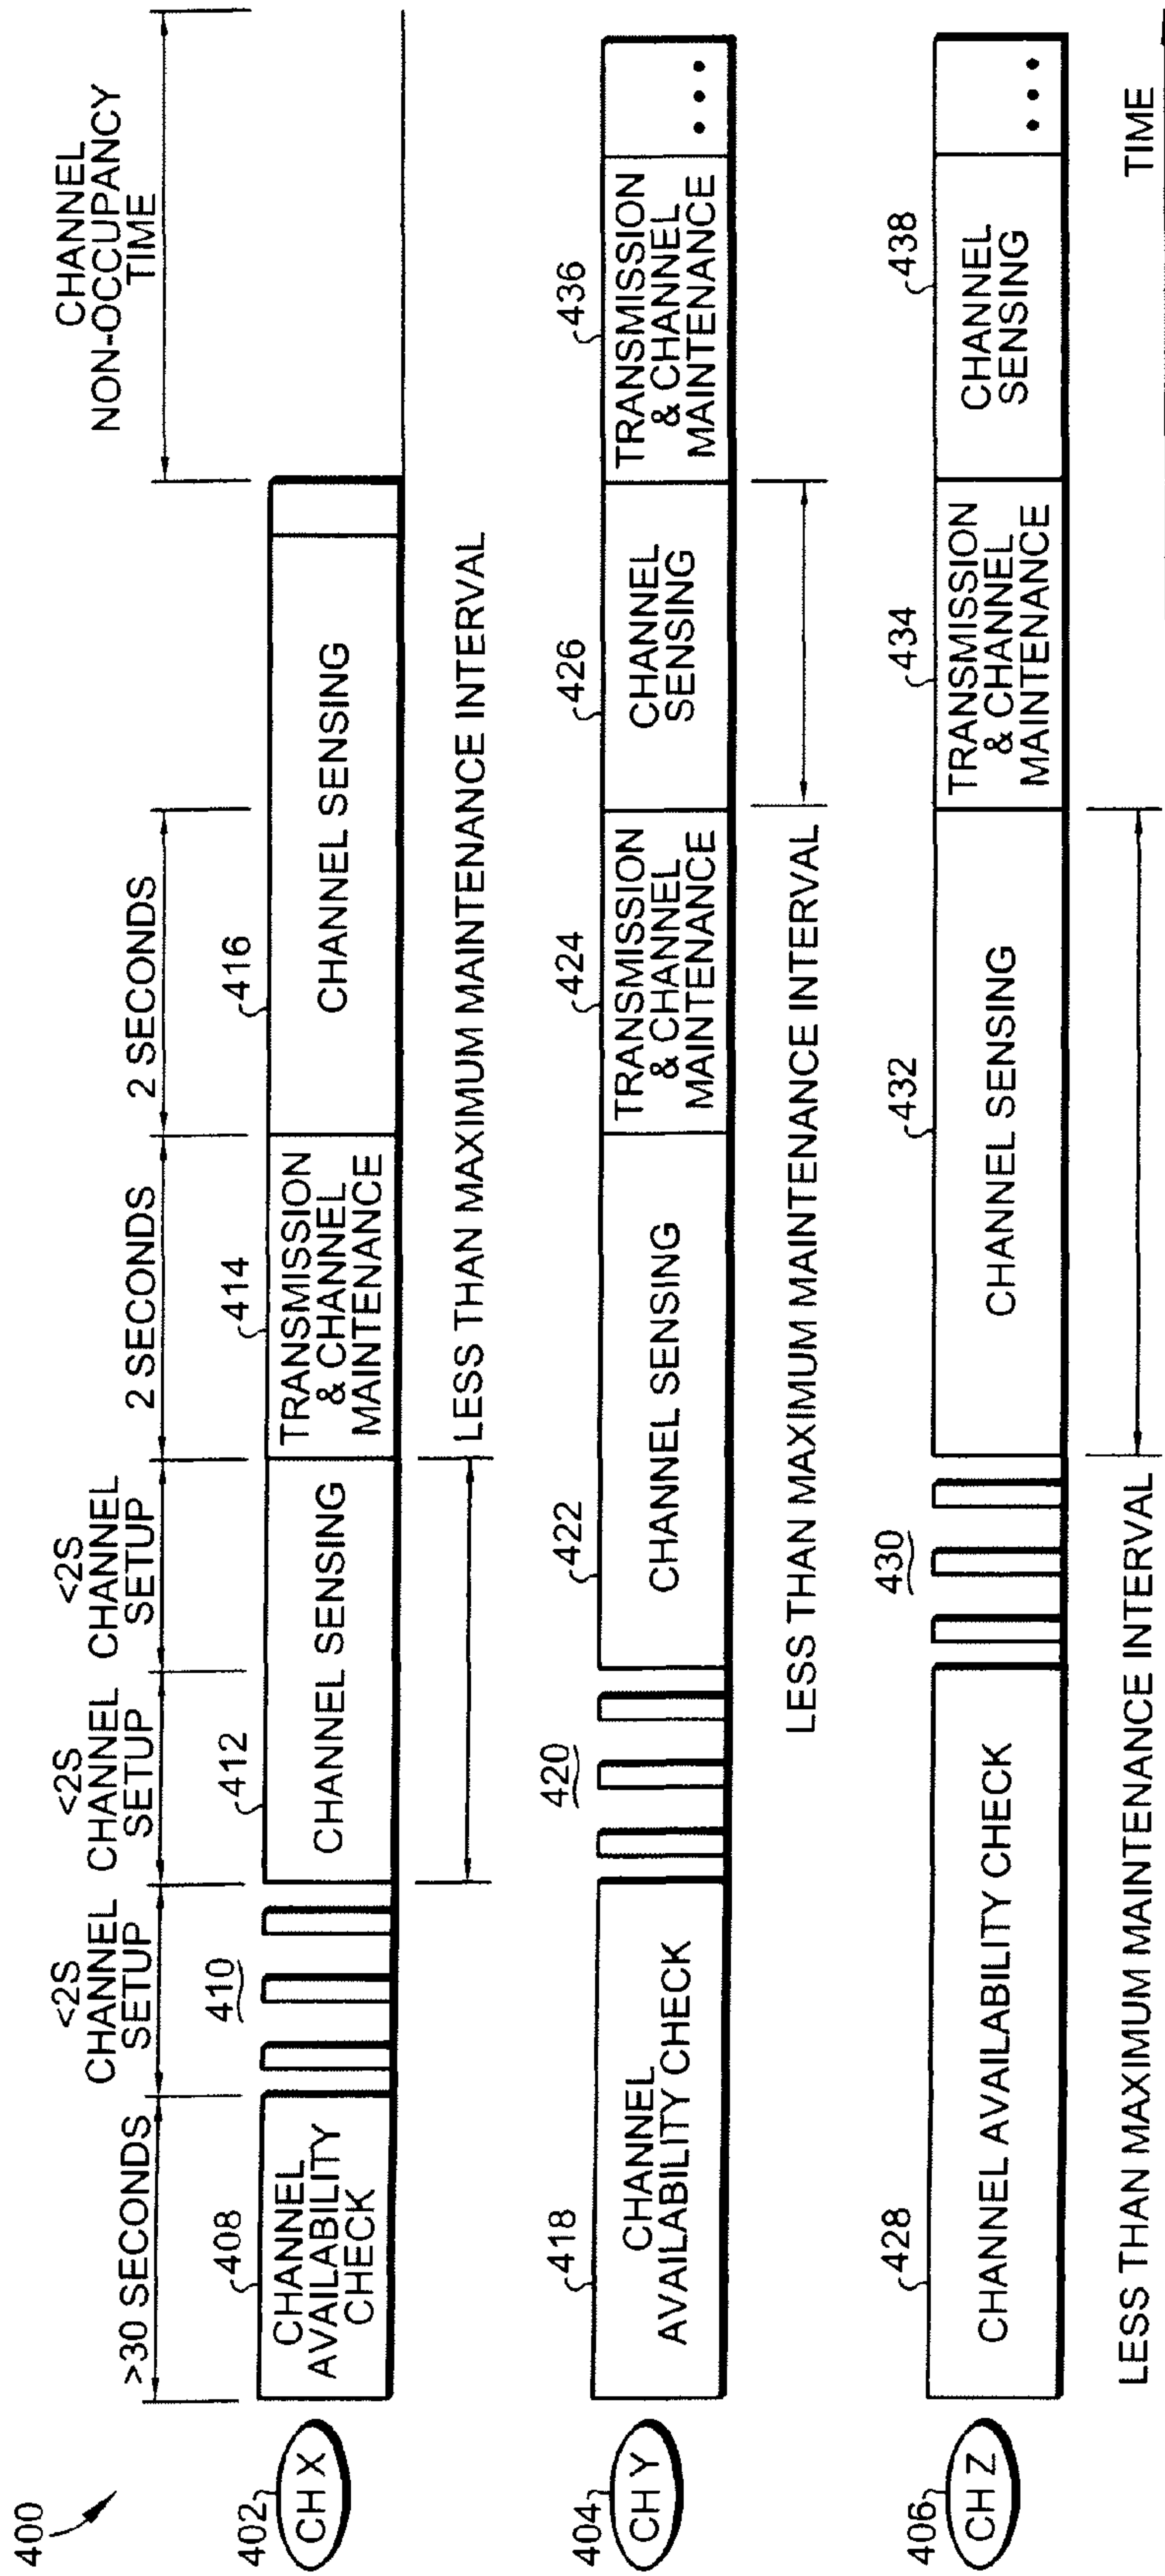 400
>30 SECONDS
<2S
CHANNEL
SETUP
<2S
CHANNEL
SETUP
<2S
CHANNEL
SETUP
2 SECONDS
2 SECONDS
CHANNEL
NON-OCCUPANCY
TIME
402
CH X
408
CHANNEL
AVAILABILITY
CHECK
410
412
CHANNEL SENSING
414
TRANSMISSION
& CHANNEL
MAINTENANCE
416
CHANNEL SENSING
LESS THAN MAXIMUM MAINTENANCE INTERVAL
404
CH Y
418
CHANNEL
AVAILABILITY CHECK
420
422
CHANNEL SENSING
424
TRANSMISSION
& CHANNEL
MAINTENANCE
426
CHANNEL
SENSING
436
TRANSMISSION
& CHANNEL
MAINTENANCE
LESS THAN MAXIMUM MAINTENANCE INTERVAL
406
CH Z
428
CHANNEL AVAILABILITY CHECK
430
432
CHANNEL SENSING
434
TRANSMISSION
& CHANNEL
MAINTENANCE
438
CHANNEL
SENSING
LESS THAN MAXIMUM MAINTENANCE INTERVAL
TIME